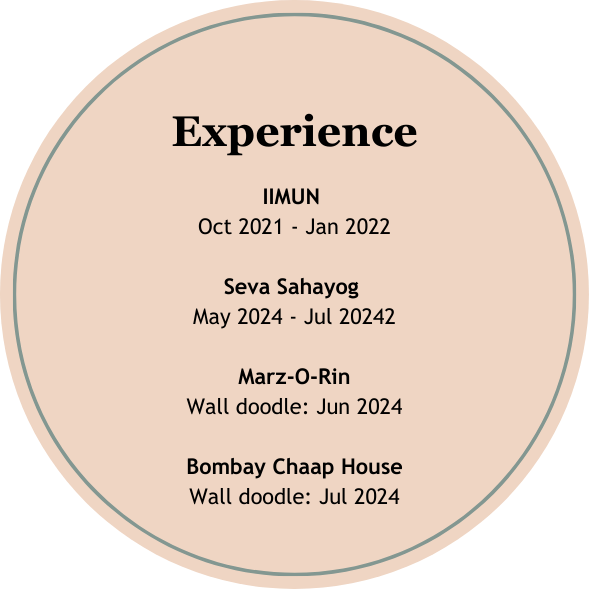 Experience
IIMUN
Oct 2021 - Jan 2022
Seva Sahayog
May 2024 - Jul 20242
Marz-O-Rin
Wall doodle: Jun 2024
Bombay Chaap House
Wall doodle: Jul 2024